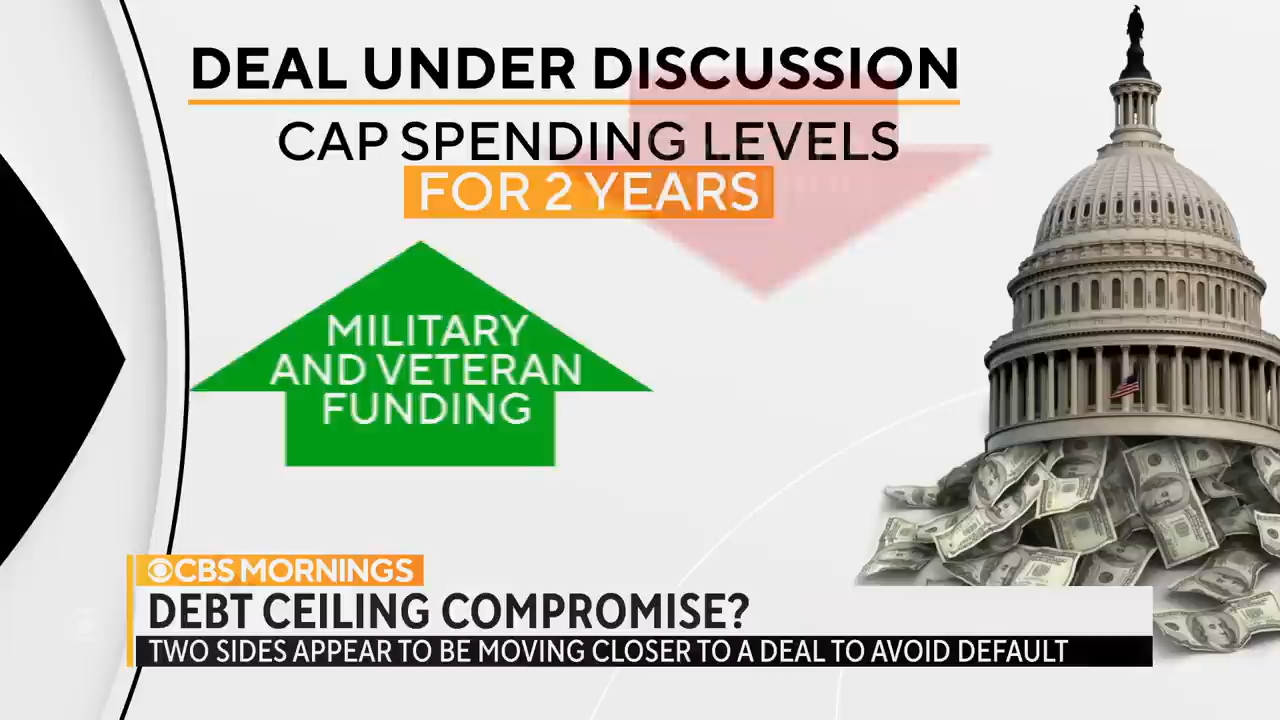 DEAL UNDER DISCUSSION
CAP SPENDING LEVELS
FOR 2 YEARS
MILITARY
AND VETERAN
FUNDING
CBS MORNINGS
DEBT CEILING COMPROMISE?
TWO SIDES APPEAR TO BE MOVING CLOSER TO A DEAL TO AVOID DEFAULT